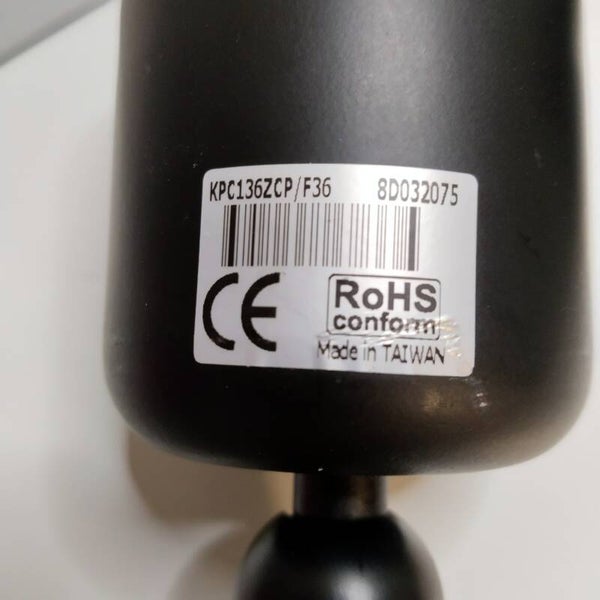 KPC136ZCP/F36 8D032075
CE
RoHS
conform
Made in TAIWAN